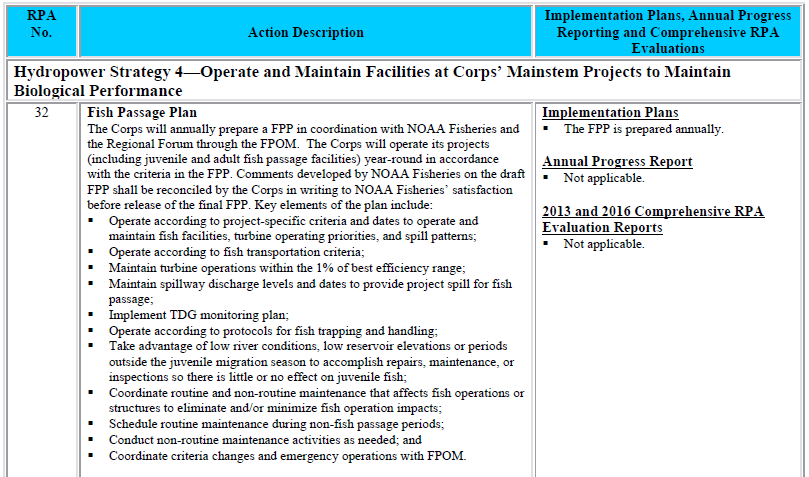 RPA
No.
Action Description
Implementation Plans, Annual Progress
Reporting and Comprehensive RPA
Evaluations
Hydropower Strategy 4—Operate and Maintain Facilities at Corps' Mainstem Projects to Maintain
Biological Performance
32
Fish Passage Plan
The Corps will annually prepare a FPP in coordination with NOAA Fisheries and
the Regional Forum through the FPOM.  The Corps will operate its projects
(including juvenile and adult fish passage facilities) year-round in accordance
with the criteria in the FPP. Comments developed by NOAA Fisheries on the draft
FPP shall be reconciled by the Corps in writing to NOAA Fisheries' satisfaction
before release of the final FPP. Key elements of the plan include:
▪ Operate according to project-specific criteria and dates to operate and
maintain fish facilities, turbine operating priorities, and spill patterns;
▪ Operate according to fish transportation criteria;
▪ Maintain turbine operations within the 1% of best efficiency range;
▪ Maintain spillway discharge levels and dates to provide project spill for fish
passage;
▪ Implement TDG monitoring plan;
▪ Operate according to protocols for fish trapping and handling;
▪ Take advantage of low river conditions, low reservoir elevations or periods
outside the juvenile migration season to accomplish repairs, maintenance, or
inspections so there is little or no effect on juvenile fish;
▪ Coordinate routine and non-routine maintenance that affects fish operations or
structures to eliminate and/or minimize fish operation impacts;
▪ Schedule routine maintenance during non-fish passage periods;
▪ Conduct non-routine maintenance activities as needed; and
▪ Coordinate criteria changes and emergency operations with FPOM.
Implementation Plans
▪ The FPP is prepared annually.
Annual Progress Report
▪ Not applicable.
2013 and 2016 Comprehensive RPA
Evaluation Reports
▪ Not applicable.